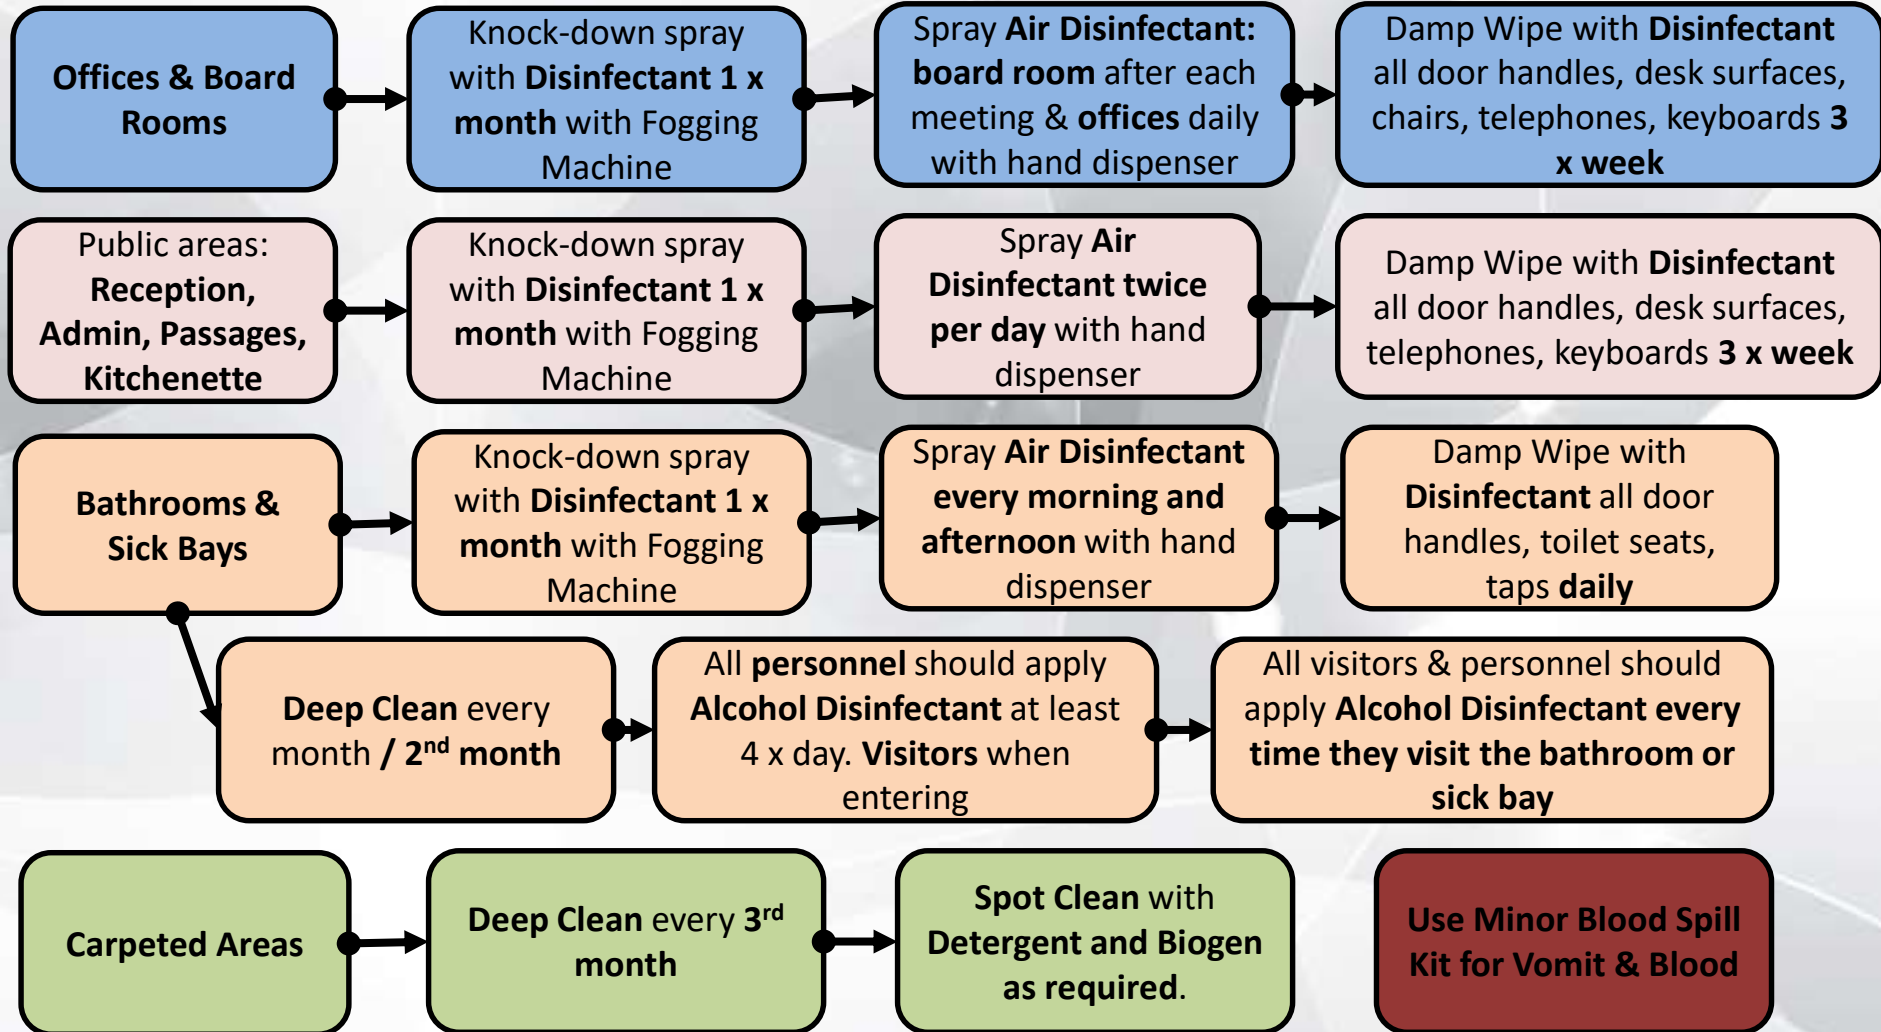 Offices & Board
Rooms
Knock-down spray
with Disinfectant 1 x
month with Fogging
Machine
Spray Air Disinfectant:
board room after each
meeting & offices daily
with hand dispenser
Damp Wipe with Disinfectant
all door handles, desk surfaces,
chairs, telephones, keyboards 3
x week
Public areas:
Reception,
Admin, Passages,
Kitchenette
Knock-down spray
with Disinfectant 1 x
month with Fogging
Machine
Spray Air
Disinfectant twice
per day with hand
dispenser
Damp Wipe with Disinfectant
all door handles, desk surfaces,
telephones, keyboards 3 x week
Bathrooms &
Sick Bays
Knock-down spray
with Disinfectant 1 x
month with Fogging
Machine
Spray Air Disinfectant
every morning and
afternoon with hand
dispenser
Damp Wipe with
Disinfectant all door
handles, toilet seats,
taps daily
Deep Clean every
month / 2nd month
All personnel should apply
Alcohol Disinfectant at least
4 x day. Visitors when
entering
All visitors & personnel should
apply Alcohol Disinfectant every
time they visit the bathroom or
sick bay
Carpeted Areas
Deep Clean every 3rd
month
Spot Clean with
Detergent and Biogen
as required.
Use Minor Blood Spill
Kit for Vomit & Blood